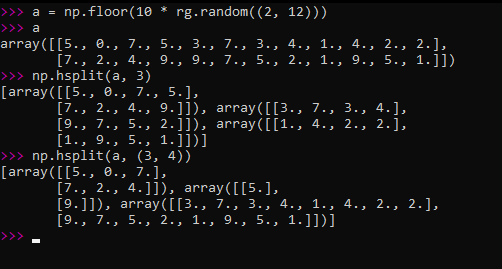 >>> a = np.floor(10 * rg.random((2, 12)))
>>> a
array([[5., 0., 7., 5., 3., 7., 3., 4., 1., 4., 2., 2.],
       [7., 2., 4., 9., 9., 7., 5., 2., 1., 9., 5., 1.]])
>>> np.hsplit(a, 3)
[array([[5., 0., 7., 5.],
       [7., 2., 4., 9.]]), array([[3., 7., 3., 4.],
       [9., 7., 5., 2.]]), array([[1., 4., 2., 2.],
       [1., 9., 5., 1.]])]
>>> np.hsplit(a, (3, 4))
[array([[5., 0., 7.],
       [7., 2., 4.]]), array([[5.],
       [9.]]), array([[3., 7., 3., 4., 1., 4., 2., 2.],
       [9., 7., 5., 2., 1., 9., 5., 1.]])]
>>>